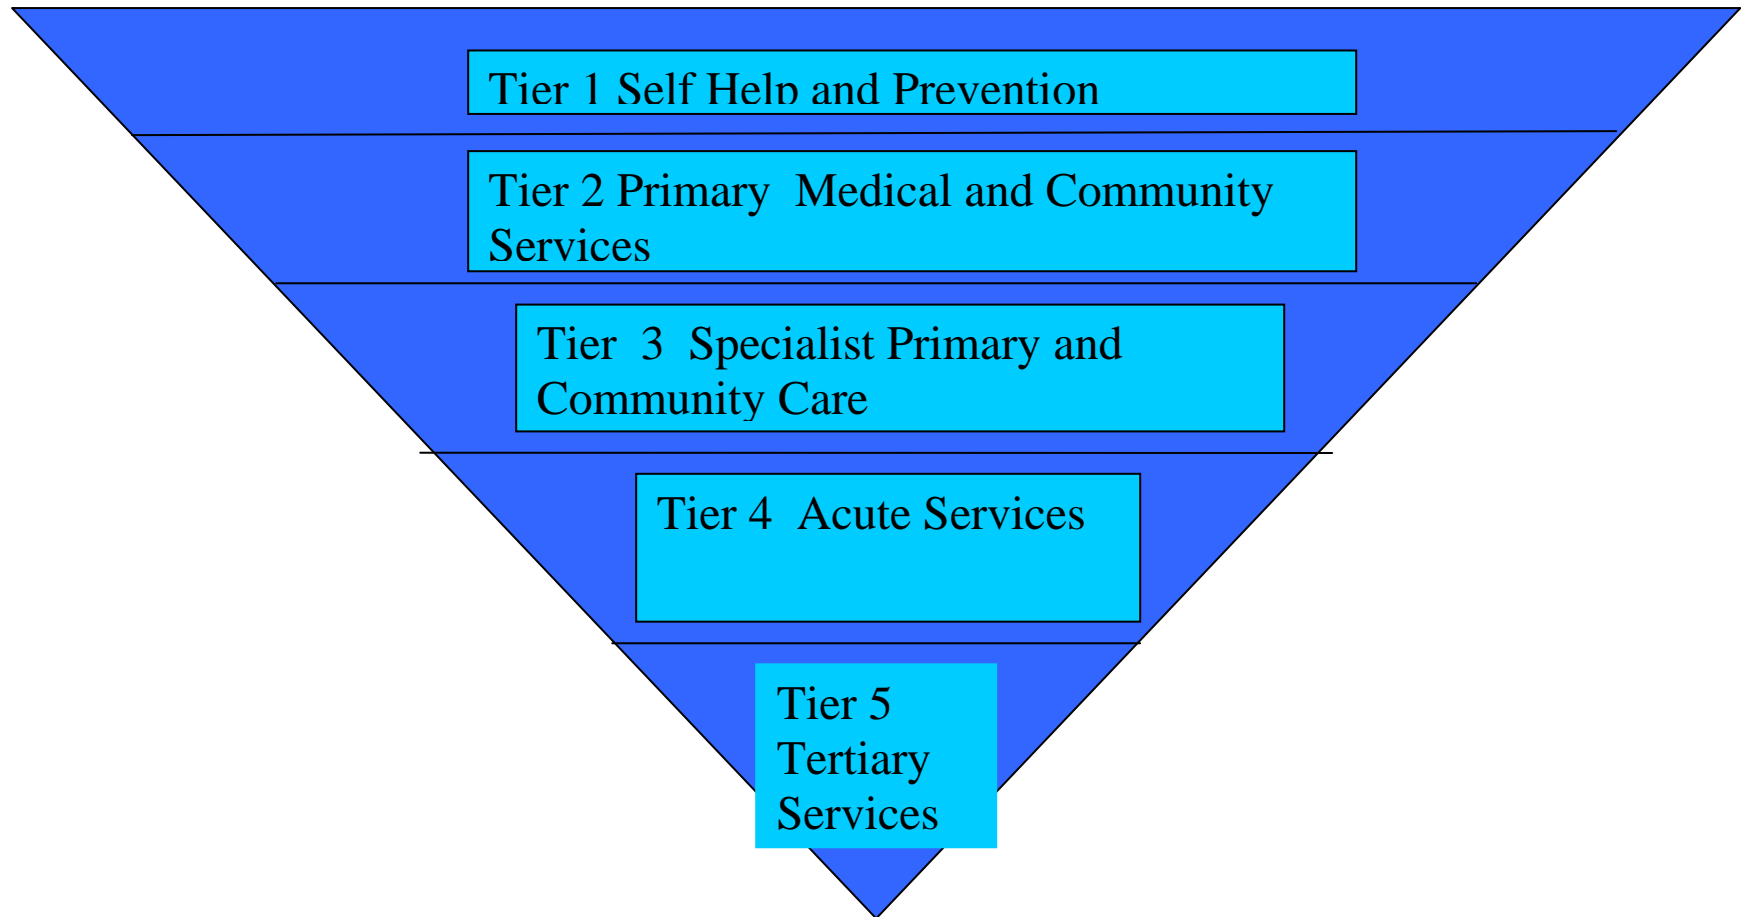 Tier 1 Self Help and Prevention
Tier 2 Primary  Medical and Community
Services
Tier  3  Specialist Primary and
Community Care
Tier 4  Acute Services
Tier 5
Tertiary
Services